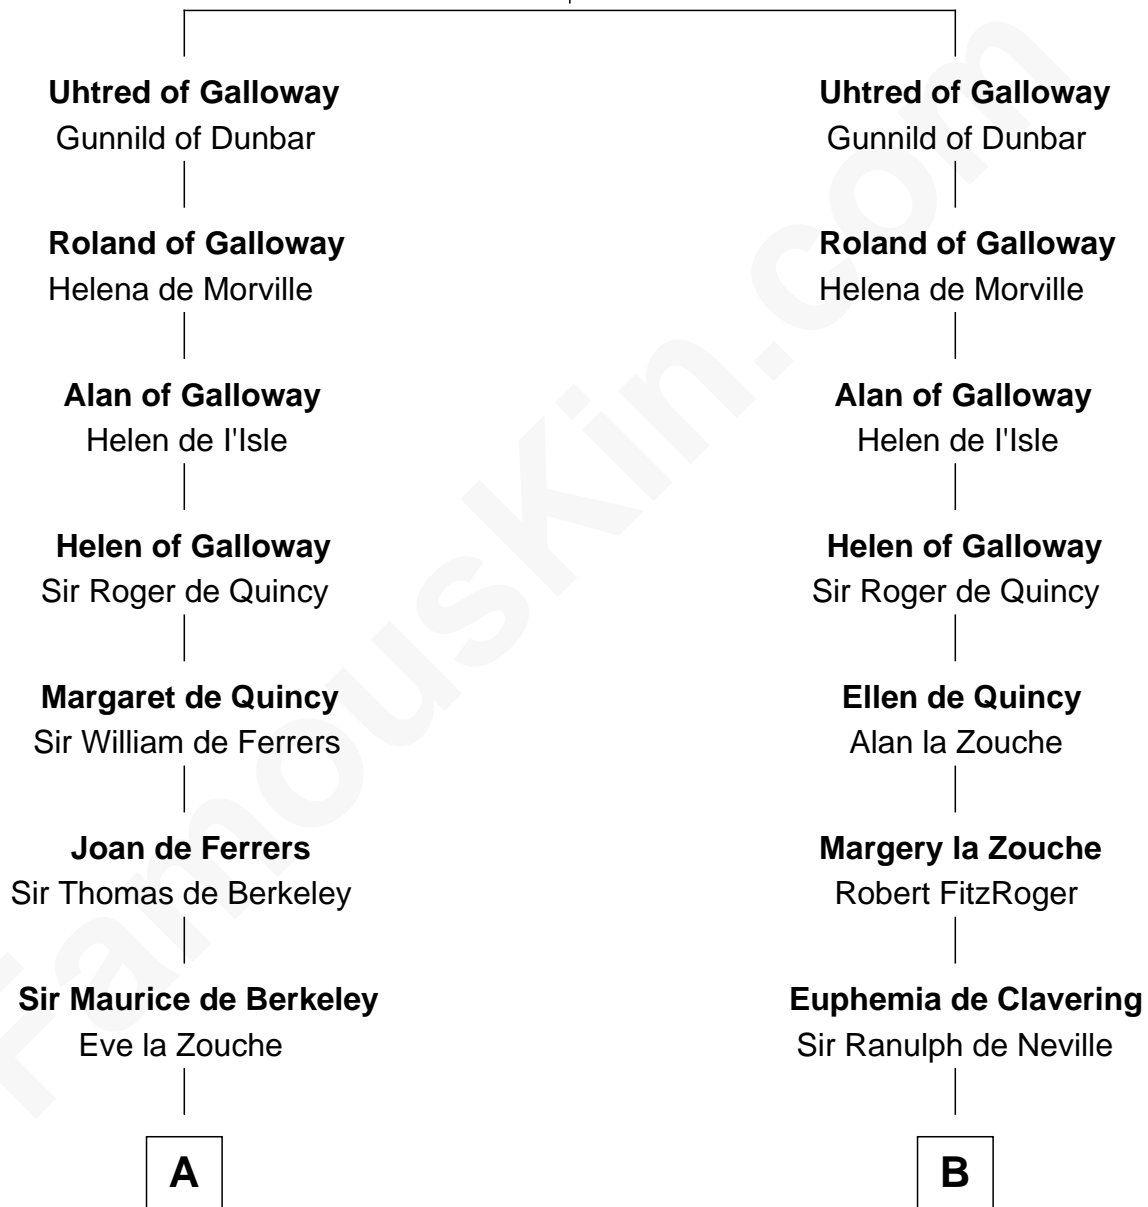 Uhtred of Galloway
Gunnild of Dunbar
Roland of Galloway
Helena de Morville
Alan of Galloway
Helen de I'Isle
Helen of Galloway
Sir Roger de Quincy
Margaret de Quincy
Sir William de Ferrers
Joan de Ferrers
Sir Thomas de Berkeley
Sir Maurice de Berkeley
Eve la Zouche
A
Uhtred of Galloway
Gunnild of Dunbar
Roland of Galloway
Helena de Morville
Alan of Galloway
Helen de I'Isle
Helen of Galloway
Sir Roger de Quincy
Ellen de Quincy
Alan la Zouche
Margery la Zouche
Robert FitzRoger
Euphemia de Clavering
Sir Ranulph de Neville
B
FamousKin.com